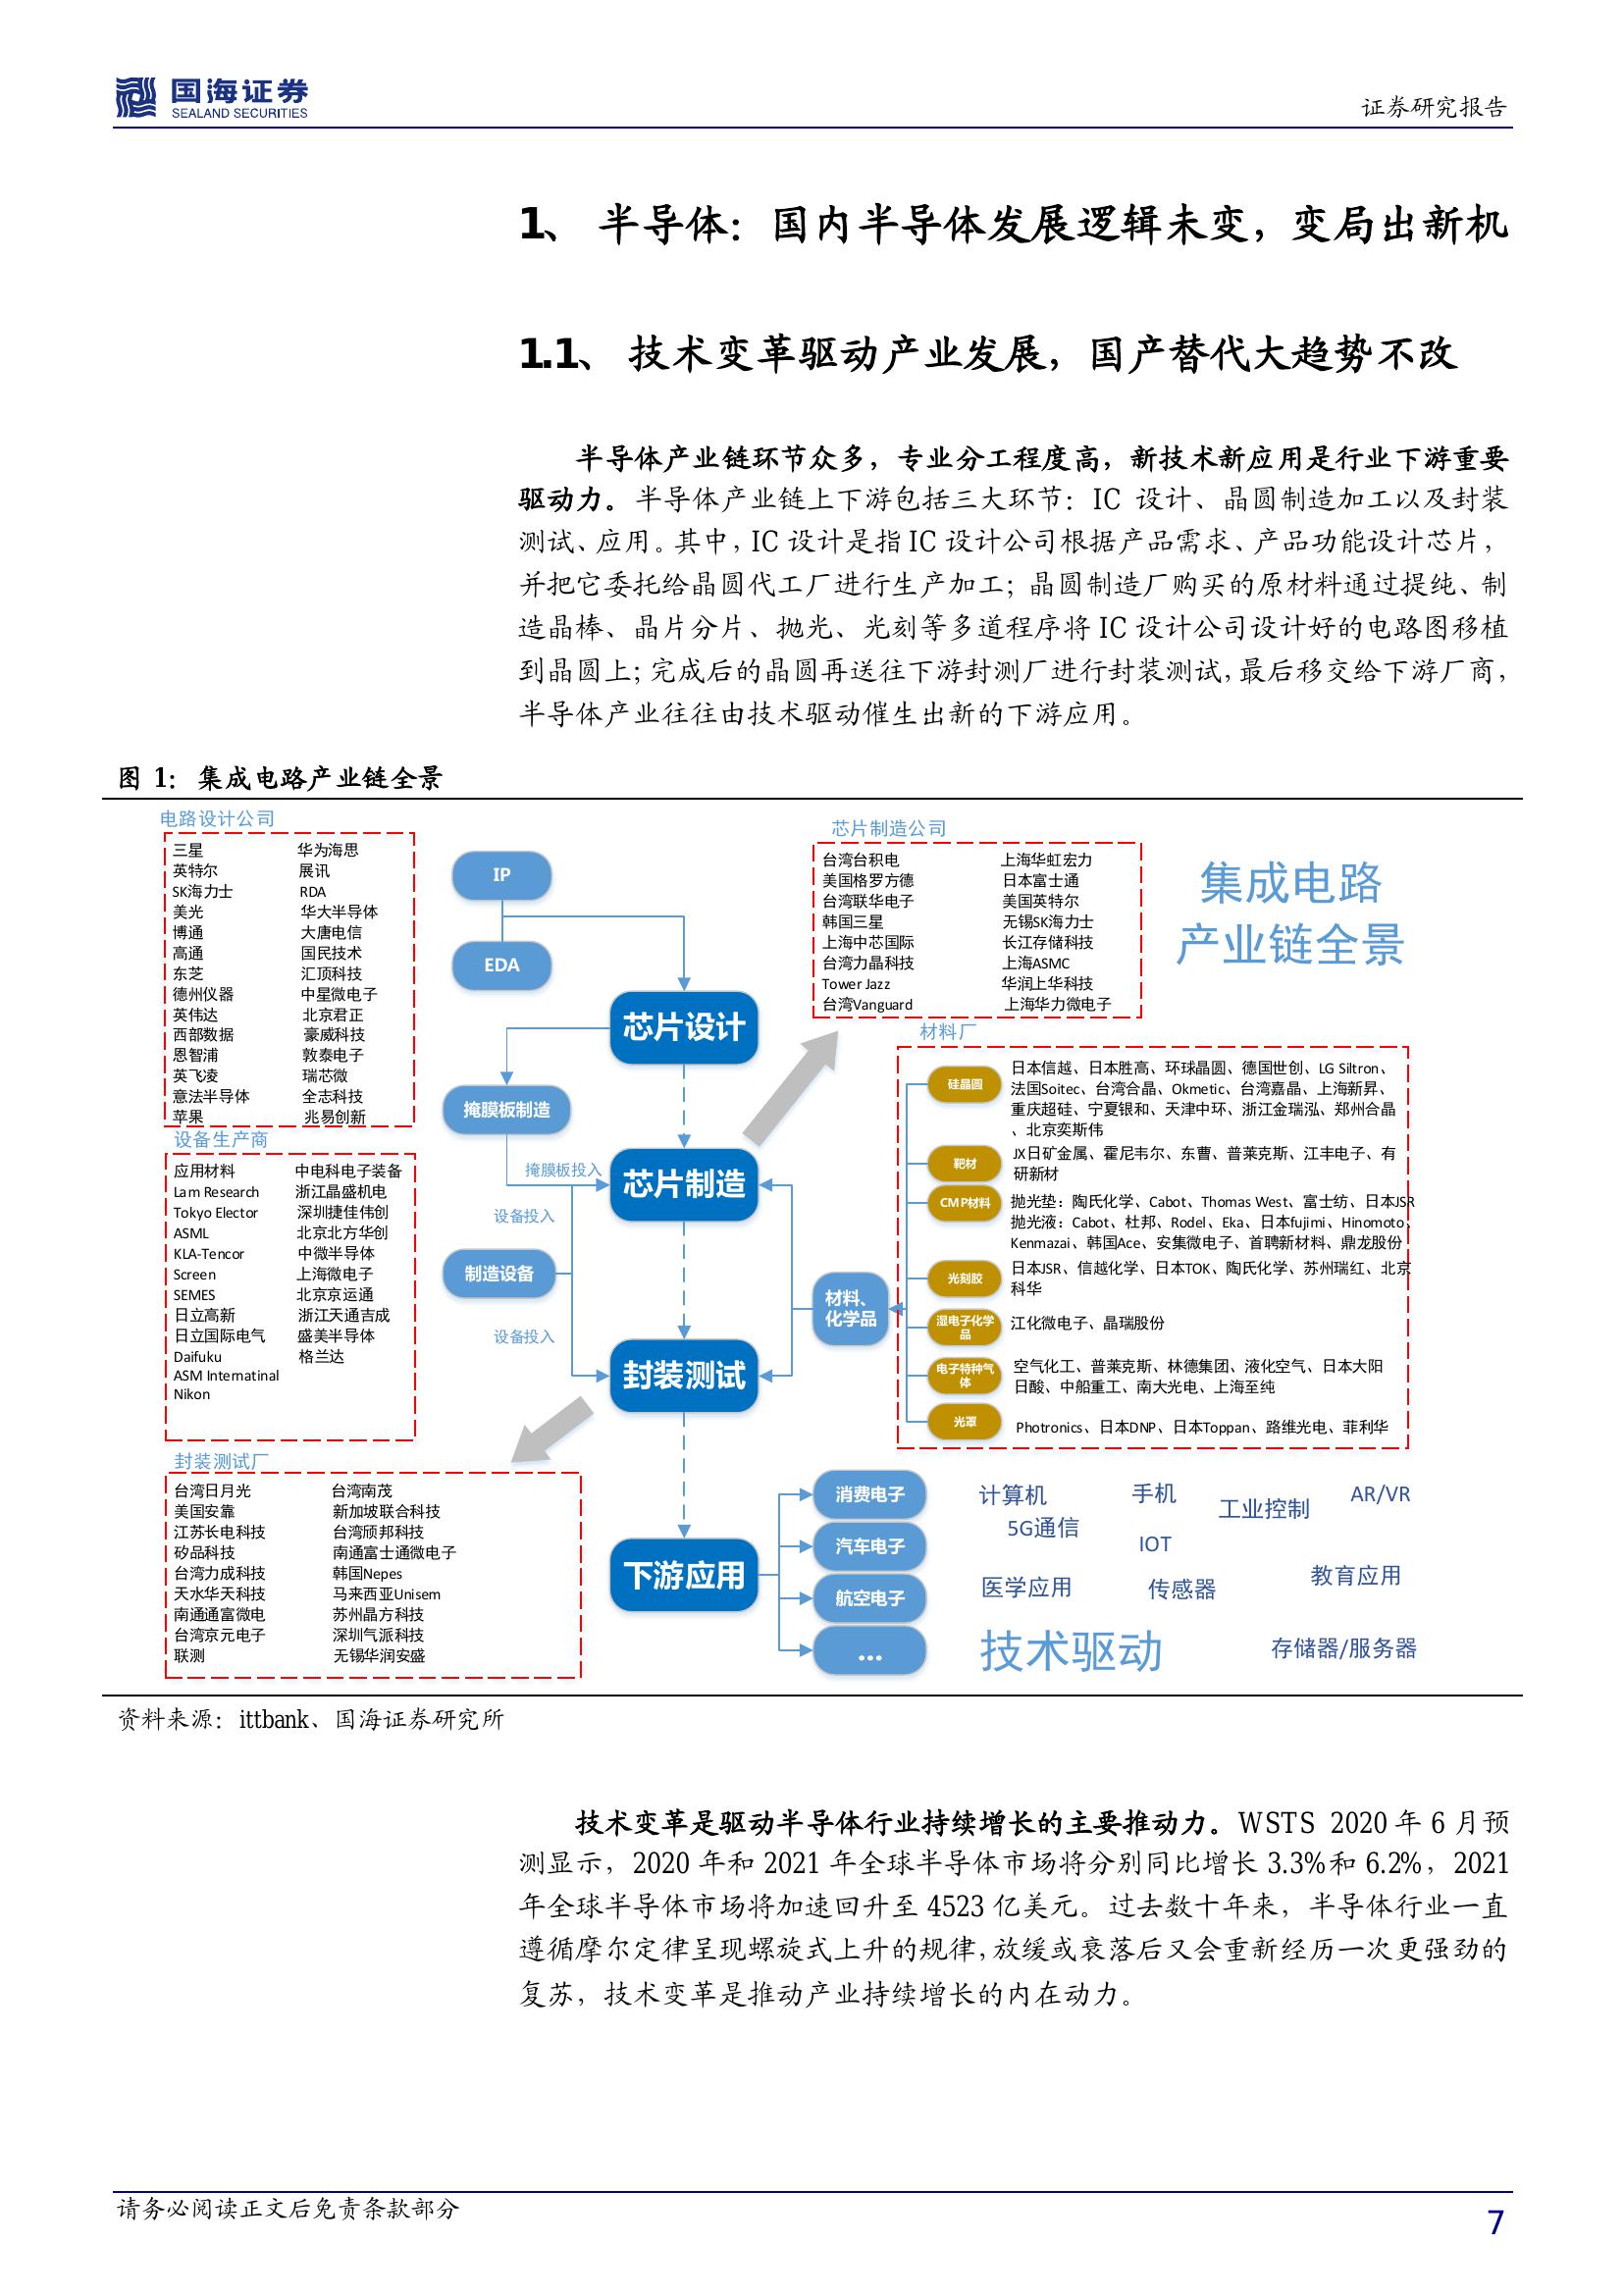 国海证券
SEALAND SECURITIES
证券研究报告
1、 半导体：国内半导体发展逻辑未变，变局出新机
1.1、 技术变革驱动产业发展，国产替代大趋势不改
半导体产业链环节众多，专业分工程度高，新技术新应用是行业下游重要
驱动力。半导体产业链上下游包括三大环节：IC 设计、晶圆制造加工以及封装
测试、应用。其中，IC 设计是指 IC 设计公司根据产品需求、产品功能设计芯片，
并把它委托给晶圆代工厂进行生产加工；晶圆制造厂购买的原材料通过提纯、制
造晶棒、晶片分片、抛光、光刻等多道程序将 IC 设计公司设计好的电路图移植
到晶圆上；完成后的晶圆再送往下游封测厂进行封装测试，最后移交给下游厂商，
半导体产业往往由技术驱动催生出新的下游应用。
图 1：集成电路产业链全景
电路设计公司
三星 华为海思
英特尔 展讯
SK海力士 RDA
美光 华大半导体
博通 大唐电信
高通 国民技术
东芝 汇顶科技
德州仪器 中星微电子
英伟达 北京君正
西部数据 豪威科技
恩智浦 敦泰电子
英飞凌 瑞芯微
意法半导体 全志科技
苹果 兆易创新
设备生产商
应用材料 中电科电子装备
Lam Research 浙江晶盛机电
Tokyo Elector 深圳捷佳伟创
ASML 北京北方华创
KLA-Tencor 中微半导体
Screen 上海微电子
SEMES 北京京运通
日立高新 浙江天通吉成
日立国际电气 盛美半导体
Daifuku 格兰达
ASM Internatinal
Nikon
封装测试厂
台湾日月光 台湾南茂
美国安靠 新加坡联合科技
江苏长电科技 台湾颀邦科技
矽品科技 南通富士通微电子
台湾力成科技 韩国Nepes
天水华天科技 马来西亚Unisem
南通通富微电 苏州晶方科技
台湾京元电子 深圳气派科技
联测 无锡华润安盛
IP
EDA
芯片设计
掩膜板制造
掩膜板投入
芯片制造
设备投入
制造设备
设备投入
封装测试
下游应用
材料、
化学品
芯片制造公司
台湾台积电 上海华虹宏力
美国格罗方德 日本富士通
台湾联华电子 美国英特尔
韩国三星 无锡SK海力士
上海中芯国际 长江存储科技
台湾力晶科技 上海ASMC
Tower Jazz 华润上华科技
台湾Vanguard 上海华力微电子
集成电路
产业链全景
材料厂
硅晶圆
日本信越、日本胜高、环球晶圆、德国世创、LG Siltron、
法国Soitec、台湾合晶、Okmetic、台湾嘉晶、上海新昇、
重庆超硅、宁夏银和、天津中环、浙江金瑞泓、郑州合晶
、北京奕斯伟
靶材
JX日矿金属、霍尼韦尔、东曹、普莱克斯、江丰电子、有
研新材
CMP材料
抛光垫：陶氏化学、Cabot、Thomas West、富士纺、日本JSR
抛光液：Cabot、杜邦、Rodel、Eka、日本fujimi、Hinomoto、
Kenmazai、韩国Ace、安集微电子、首聘新材料、鼎龙股份
光刻胶
日本JSR、信越化学、日本TOK、陶氏化学、苏州瑞红、北京
科华
湿电子化学
品
江化微电子、晶瑞股份
电子特种气
体
空气化工、普莱克斯、林德集团、液化空气、日本大阳
日酸、中船重工、南大光电、上海至纯
光罩
Photronics、日本DNP、日本Toppan、路维光电、菲利华
消费电子
汽车电子
航空电子
...
计算机 手机 工业控制 AR/VR
5G通信 IOT
医学应用 传感器 教育应用
技术驱动 存储器/服务器
资料来源：ittbank、国海证券研究所
技术变革是驱动半导体行业持续增长的主要推动力。WSTS 2020 年 6 月预
测显示，2020 年和 2021 年全球半导体市场将分别同比增长 3.3%和 6.2%，2021
年全球半导体市场将加速回升至 4523 亿美元。过去数十年来，半导体行业一直
遵循摩尔定律呈现螺旋式上升的规律，放缓或衰落后又会重新经历一次更强劲的
复苏，技术变革是推动产业持续增长的内在动力。
请务必阅读正文后免责条款部分
7